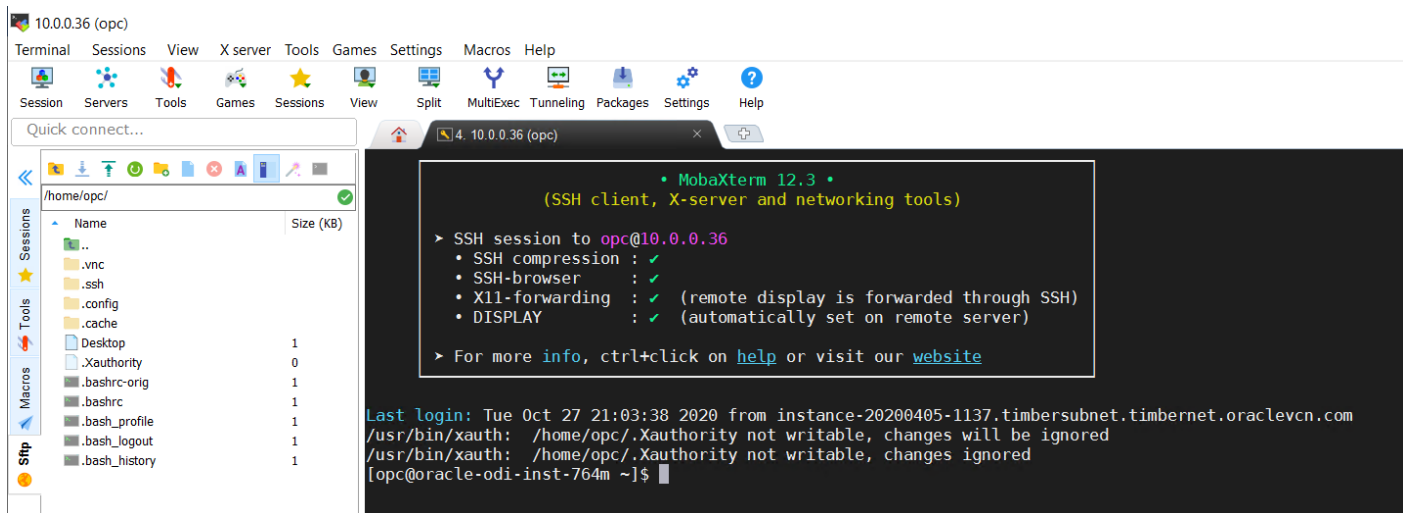 10.0.0.36 (opc)
Terminal Sessions View X server Tools Games Settings Macros Help
Session Servers Tools Games Sessions View Split MultiExec Tunneling Packages Settings Help
Quick connect...
4. 10.0.0.36 (opc)
/home/opc/
Name Size (KB)
..
.vnc
.ssh
.config
.cache
Desktop 1
.Xauthority 0
.bashrc-orig 1
.bashrc 1
.bash_profile 1
.bash_logout 1
.bash_history 1
Sessions
Tools
Macros
Sftp
• MobaXterm 12.3 •
(SSH client, X-server and networking tools)
➤ SSH session to opc@10.0.0.36
• SSH compression : ✔
• SSH-browser : ✔
• X11-forwarding : ✔ (remote display is forwarded through SSH)
• DISPLAY : ✔ (automatically set on remote server)
➤ For more info, ctrl+click on help or visit our website
Last login: Tue Oct 27 21:03:38 2020 from instance-20200405-1137.timbersubnet.timbernet.oraclevcn.com
/usr/bin/xauth: /home/opc/.Xauthority not writable, changes will be ignored
/usr/bin/xauth: /home/opc/.Xauthority not writable, changes ignored
[opc@oracle-odi-inst-764m ~]$